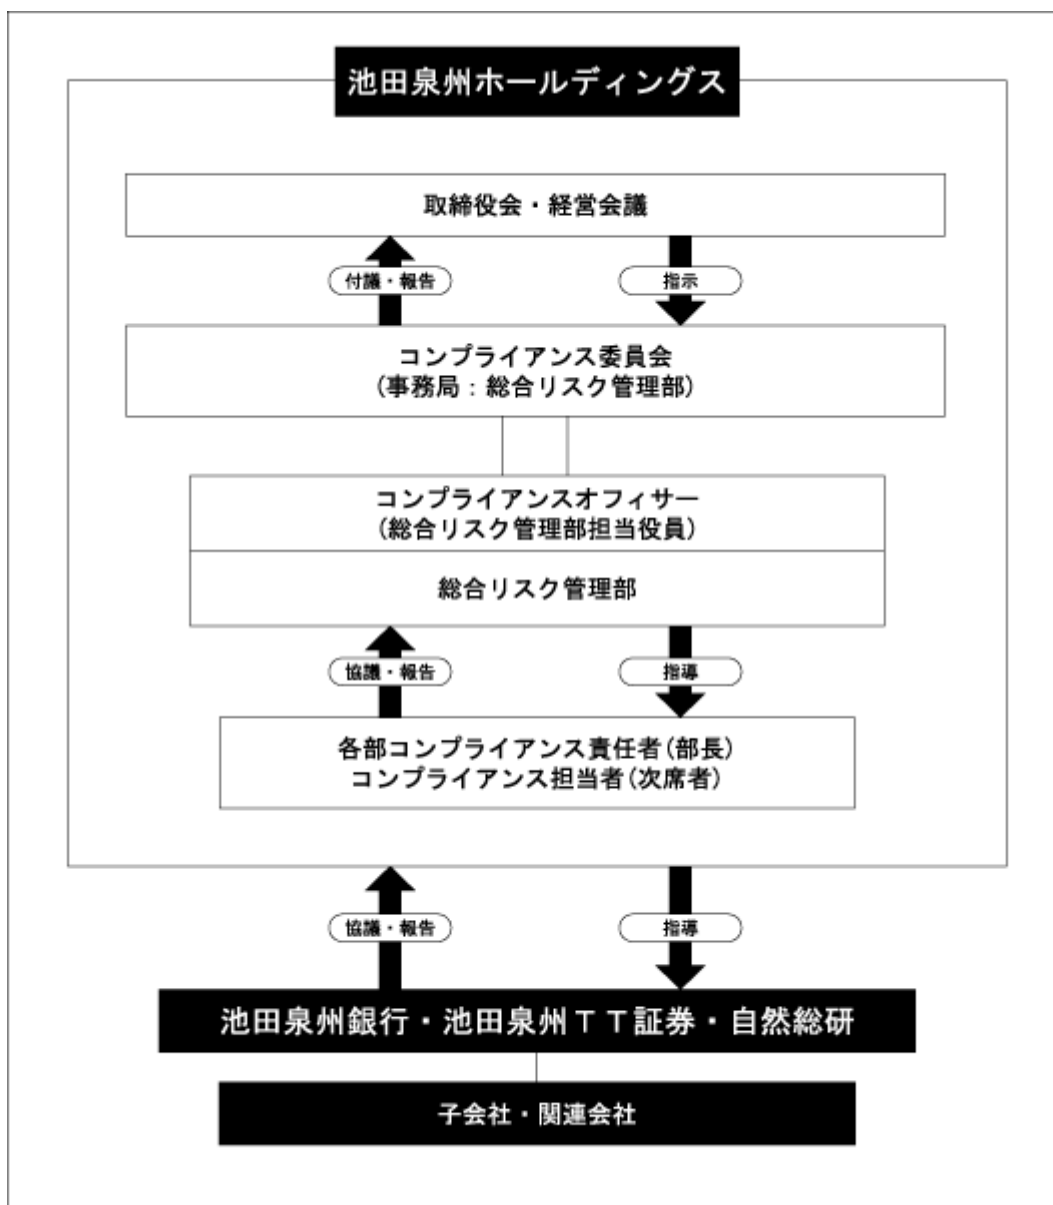 池田泉州ホールディングス
取締役会・経営会議
付議・報告
指示
コンプライアンス委員会
(事務局：総合リスク管理部)
コンプライアンスオフィサー
(総合リスク管理部担当役員)
総合リスク管理部
協議・報告
指導
各部コンプライアンス責任者(部長)
コンプライアンス担当者(次席者)
協議・報告
指導
池田泉州銀行・池田泉州ＴＴ証券・自然総研
子会社・関連会社